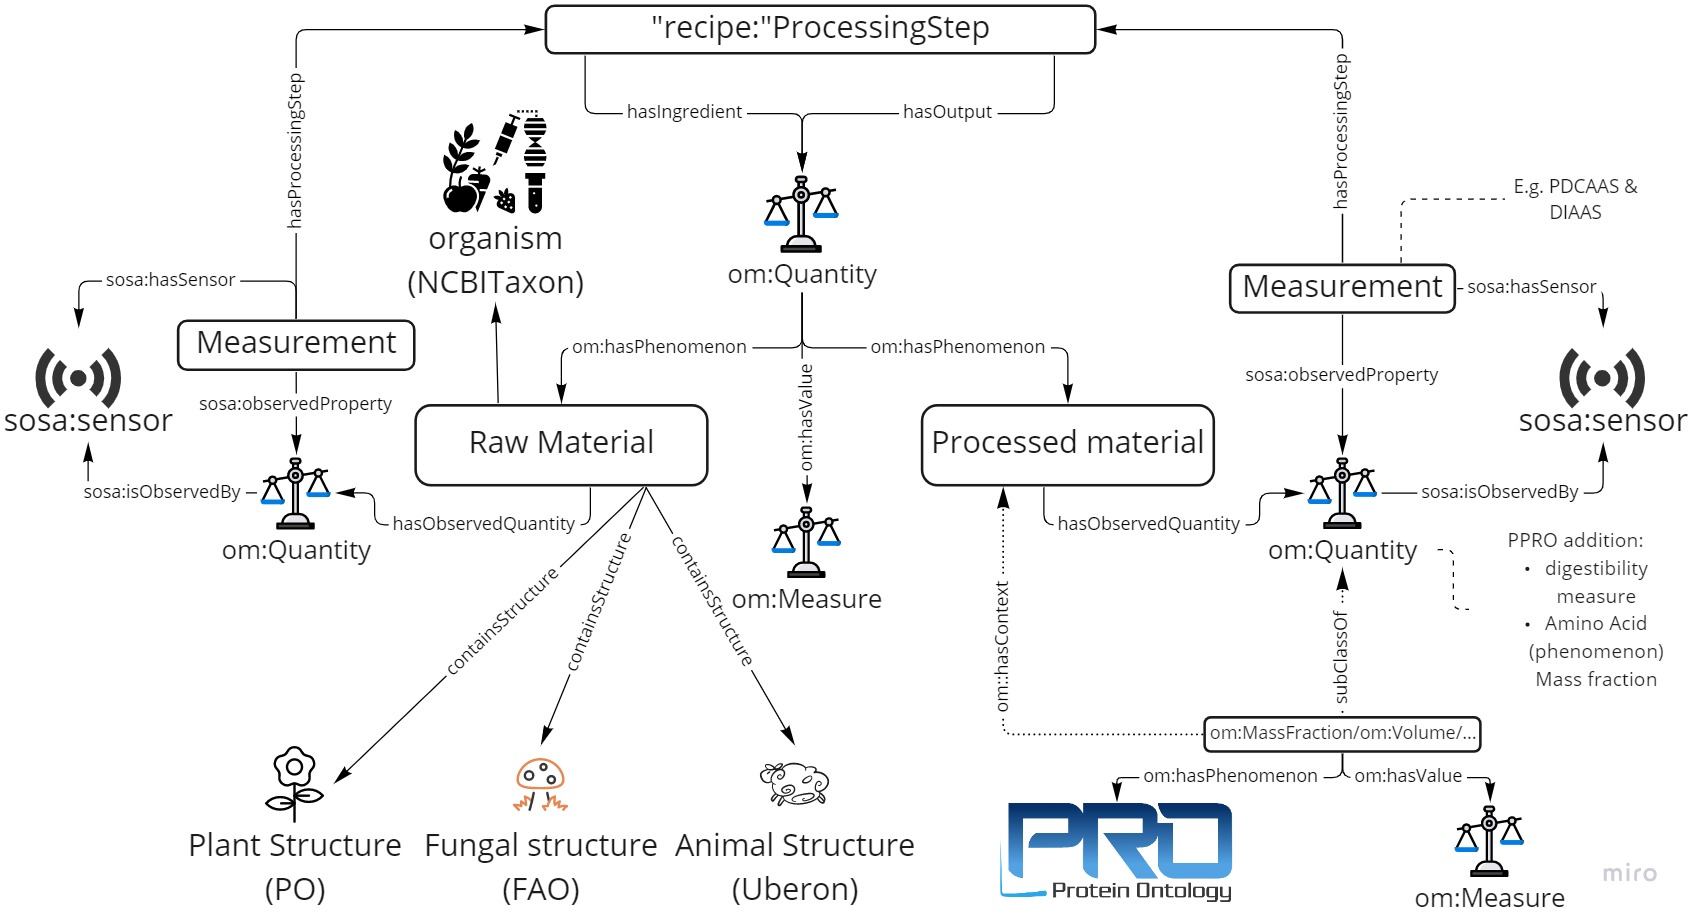 "recipe:"ProcessingStep
hasIngredient
hasOutput
hasProcessingStep
hasProcessingStep
E.g. PDCAAS &
DIAAS
organism
(NCBITaxon)
om:Quantity
sosa:hasSensor
Measurement
Measurement
sosa:hasSensor
om:hasPhenomenon
om:hasPhenomenon
om:hasValue
sosa:observedProperty
sosa:observedProperty
sosa:sensor
Raw Material
Processed material
sosa:sensor
sosa:isObservedBy
hasObservedQuantity
hasObservedQuantity
sosa:isObservedBy
om:Quantity
om:Quantity
om:Measure
PPRO addition:
• digestibility
measure
• Amino Acid
(phenomenon)
Mass fraction
containsStructure
containsStructure
containsStructure
om::hasContext
subClassOf
om:MassFraction/om:Volume/...
om:hasPhenomenon
om:hasValue
Plant Structure
(PO)
Fungal structure
(FAO)
Animal Structure
(Uberon)
PRO
Protein Ontology
om:Measure
miro